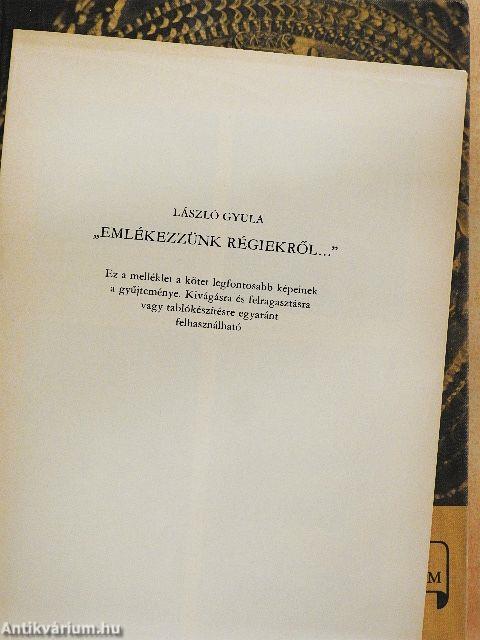 LÁSZLÓ GYULA
„EMLÉKEZZÜNK RÉGIEKRŐL..."
Ez a melléklet a kötet legfontosabb képeinek
a gyűjteménye. Kivágásra és felragasztásra
vagy tablókészítésre egyaránt
felhasználható
M
Antikvárium.hu